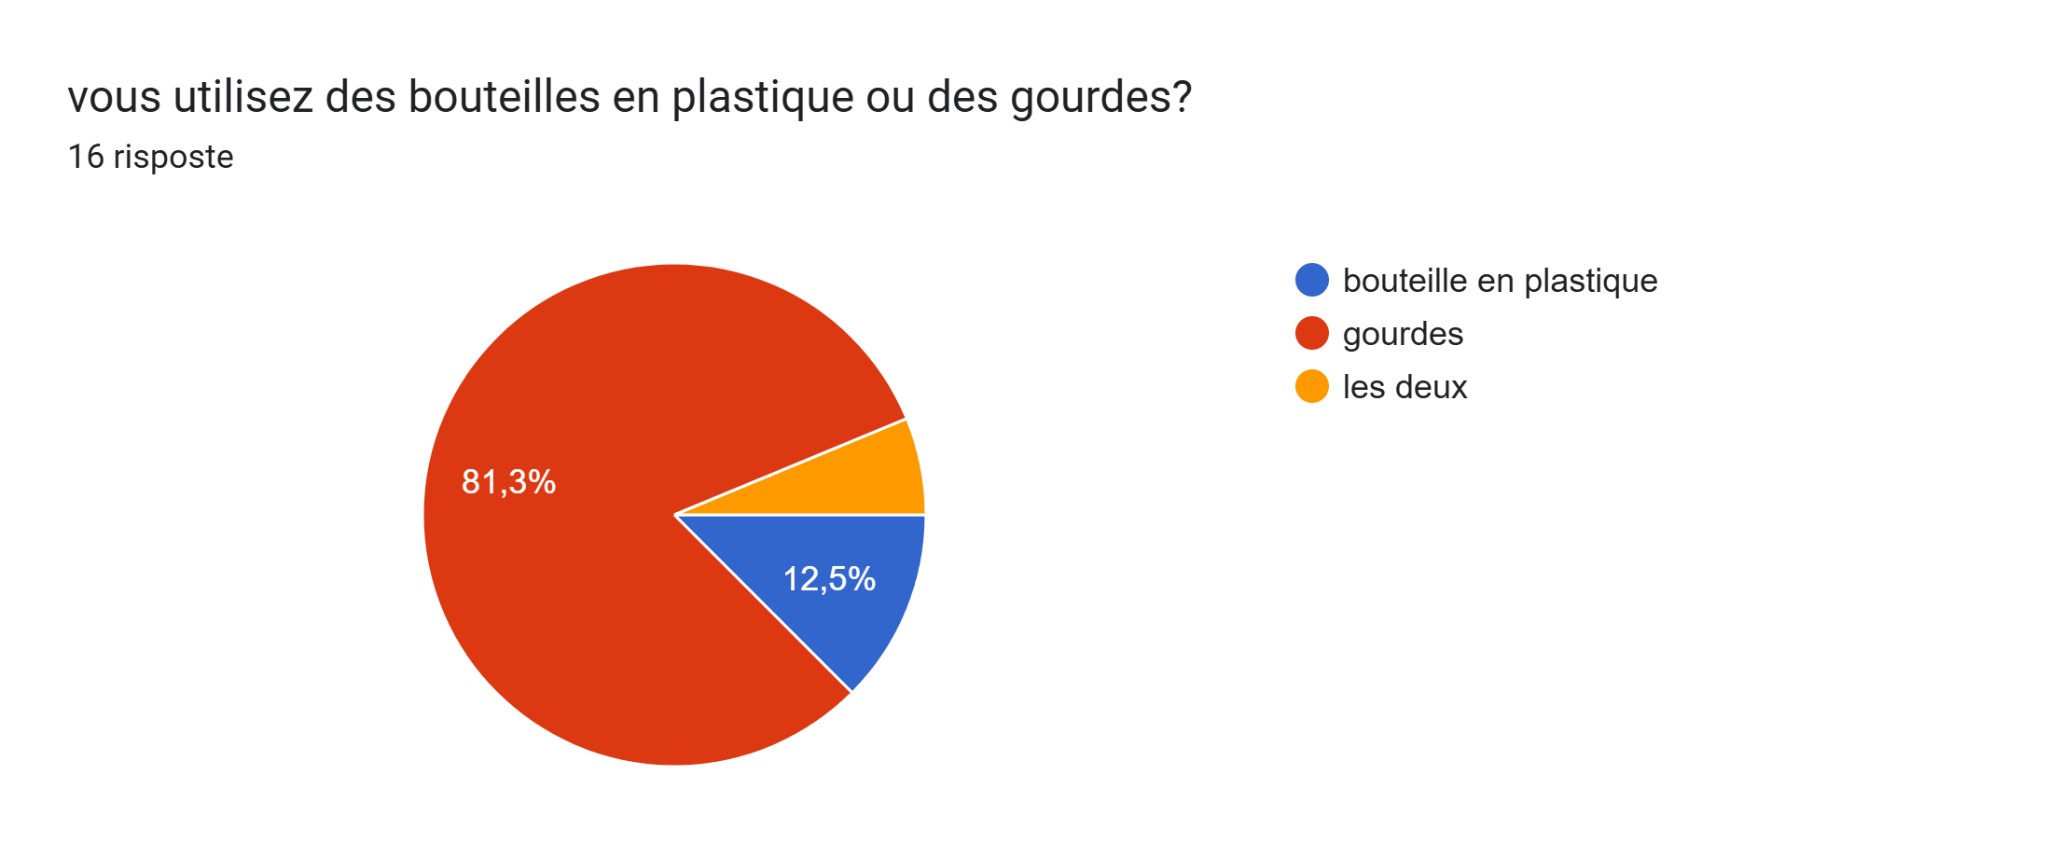 vous utilisez des bouteilles en plastique ou des gourdes?
16 risposte
bouteille en plastique
gourdes
les deux
81,3%
12,5%